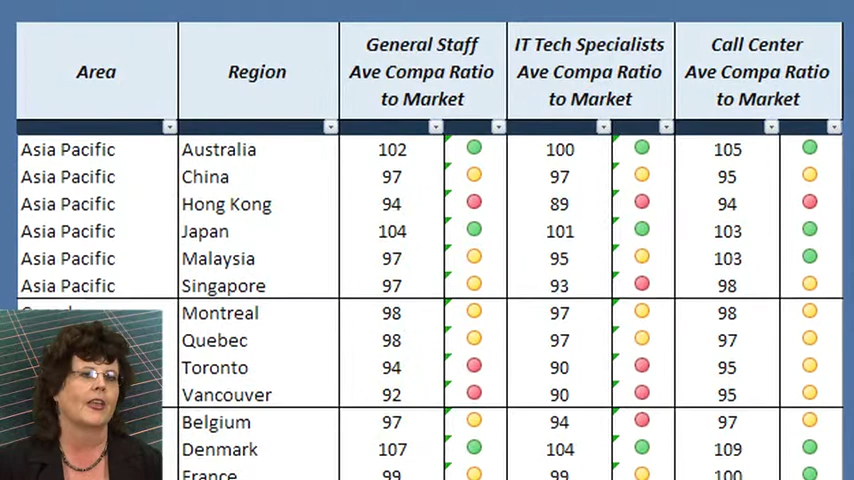 Area Region General Staff Ave Compa Ratio to Market IT Tech Specialists Ave Compa Ratio to Market Call Center Ave Compa Ratio to Market
Asia Pacific Australia 102 100 105
Asia Pacific China 97 97 95
Asia Pacific Hong Kong 94 89 94
Asia Pacific Japan 104 101 103
Asia Pacific Malaysia 97 95 103
Asia Pacific Singapore 97 93 98
Montreal 98 97 98
Quebec 98 97 97
Toronto 94 90 95
Vancouver 92 90 95
Belgium 97 94 97
Denmark 107 104 109
France 99 99 100